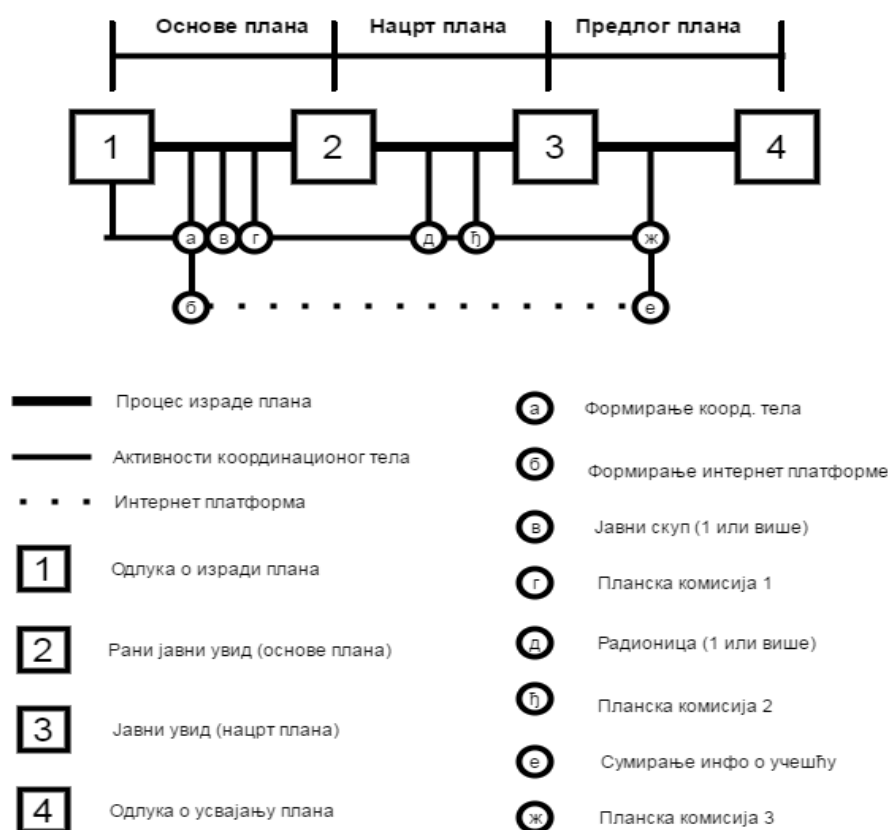 Основе плана Нацрт плана Предлог плана
1 2 3 4
а в г д ђ ж
б е
Процес израде плана
Активности координационог тела
Интернет платформа
1 Одлука о изради плана
2 Рани јавни увид (основе плана)
3 Јавни увид (нацрт плана)
4 Одлука о усвајању плана
а Формирање коорд. тела
б Формирање интернет платформе
в Јавни скуп (1 или више)
г Планска комисија 1
д Радионица (1 или више)
ђ Планска комисија 2
е Сумирање инфо о учешћу
ж Планска комисија 3